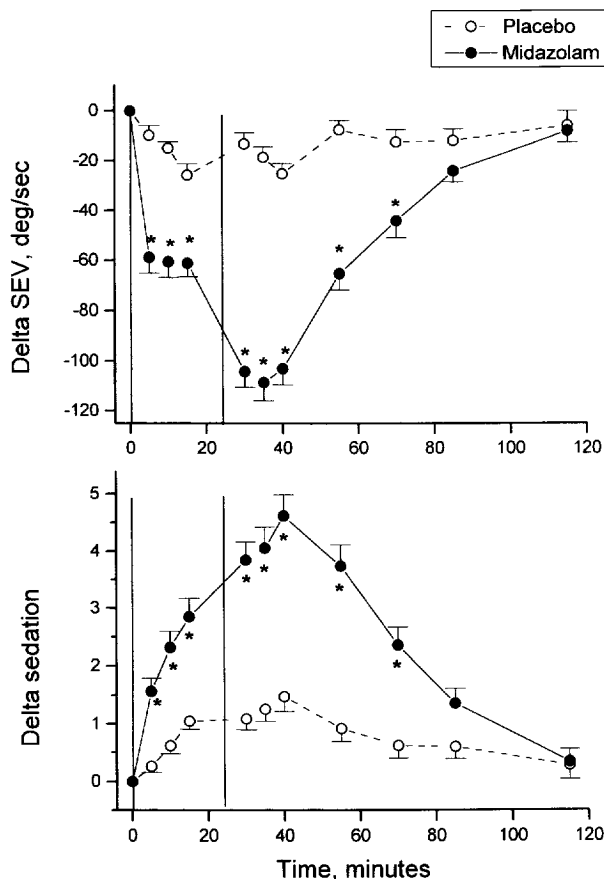 Placebo
Midazolam
Delta SEV, deg/sec
0
-20
-40
-60
-80
-100
-120
* * *
* * *
*
*
0 20 40 60 80 100 120
Delta sedation
5
4
3
2
1
0
* * *
* * *
*
*
0 20 40 60 80 100 120
Time, minutes